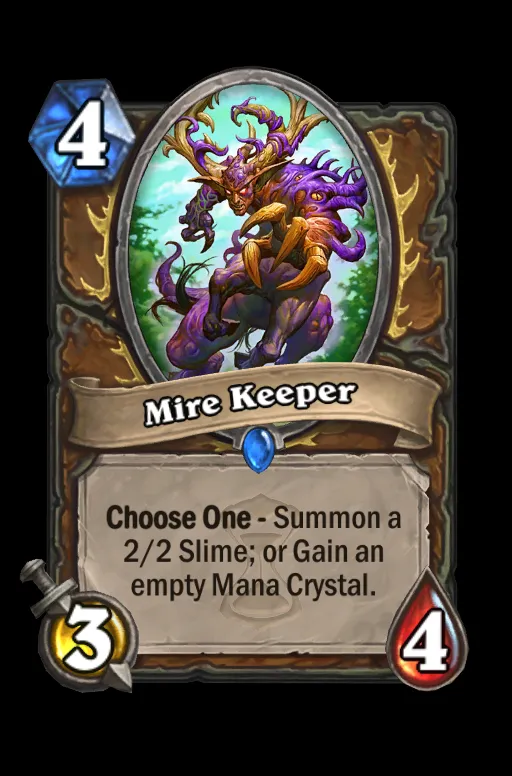 4
Mire Keeper
Choose One - Summon a
2/2 Slime; or Gain an
empty Mana Crystal.
3
4